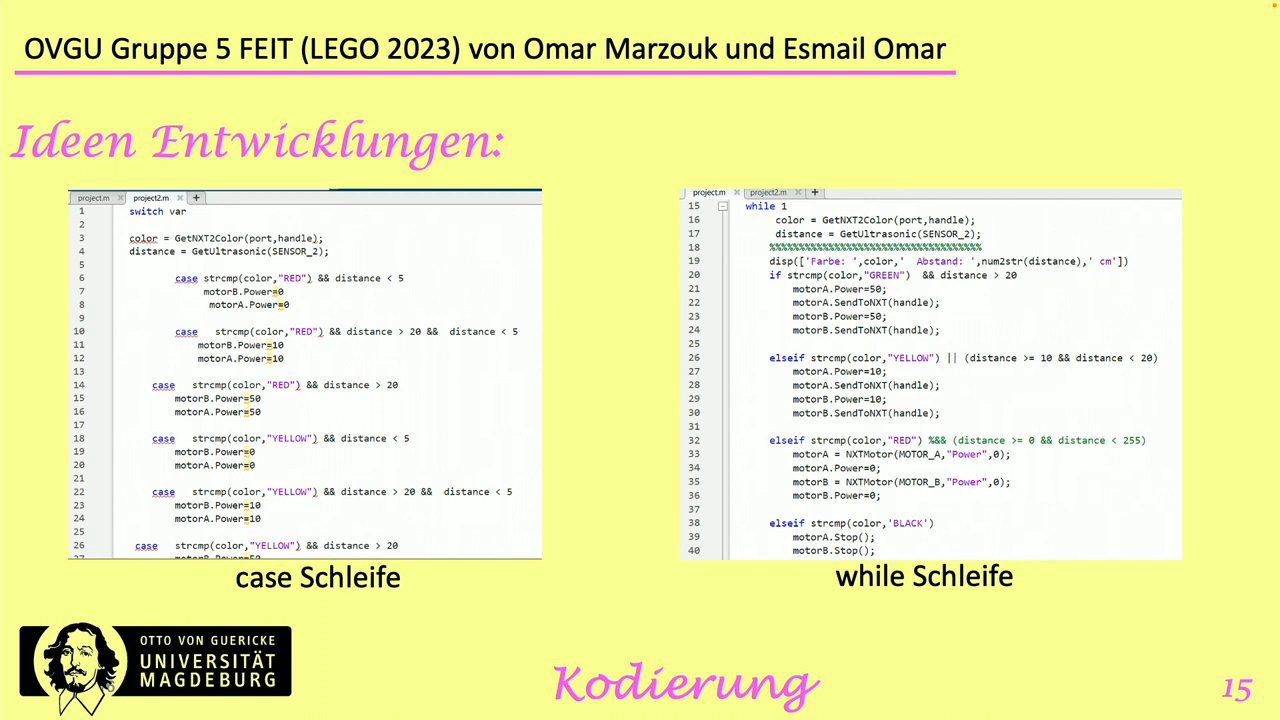 OVGU Gruppe 5 FEIT (LEGO 2023) von Omar Marzouk und Esmail Omar
Ideen Entwicklungen:
project.m × project2.m × +
1 switch var
2
3 color = GetNXT2Color(port,handle);
4 distance = GetUltrasonic(SENSOR_2);
5
6 case strcmp(color,"RED") && distance < 5
7 motorB.Power=0
8 motorA.Power=0
9
10 case strcmp(color,"RED") && distance > 20 && distance < 5
11 motorB.Power=10
12 motorA.Power=10
13
14 case strcmp(color,"RED") && distance > 20
15 motorB.Power=50
16 motorA.Power=50
17
18 case strcmp(color,"YELLOW") && distance < 5
19 motorB.Power=0
20 motorA.Power=0
21
22 case strcmp(color,"YELLOW") && distance > 20 && distance < 5
23 motorB.Power=10
24 motorA.Power=10
25
26 case strcmp(color,"YELLOW") && distance > 20
27 motorB.Power=50
case Schleife
project.m × project2.m × +
15 while 1
16 color = GetNXT2Color(port,handle);
17 distance = GetUltrasonic(SENSOR_2);
18 %%%%%%%%%%%%%%%%%%%%%%%%%%%%%%%%%%
19 disp(['Farbe: ',color,' Abstand: ',num2str(distance),' cm'])
20 if strcmp(color,"GREEN") && distance > 20
21 motorA.Power=50;
22 motorA.SendToNXT(handle);
23 motorB.Power=50;
24 motorB.SendToNXT(handle);
25
26 elseif strcmp(color,"YELLOW") || (distance >= 10 && distance < 20)
27 motorA.Power=10;
28 motorA.SendToNXT(handle);
29 motorB.Power=10;
30 motorB.SendToNXT(handle);
31
32 elseif strcmp(color,"RED") %&& (distance >= 0 && distance < 255)
33 motorA = NXTMotor(MOTOR_A,"Power",0);
34 motorA.Power=0;
35 motorB = NXTMotor(MOTOR_B,"Power",0);
36 motorB.Power=0;
37
38 elseif strcmp(color,'BLACK')
39 motorA.Stop();
40 motorB.Stop();
while Schleife
OTTO VON GUERICKE
UNIVERSITÄT
MAGDEBURG
Kodierung
15